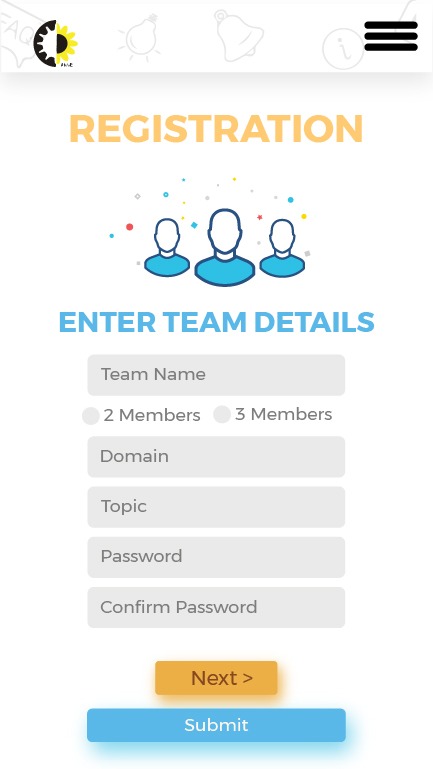 REGISTRATION
ENTER TEAM DETAILS
Team Name
2 Members 3 Members
Domain
Topic
Password
Confirm Password
Next >
Submit